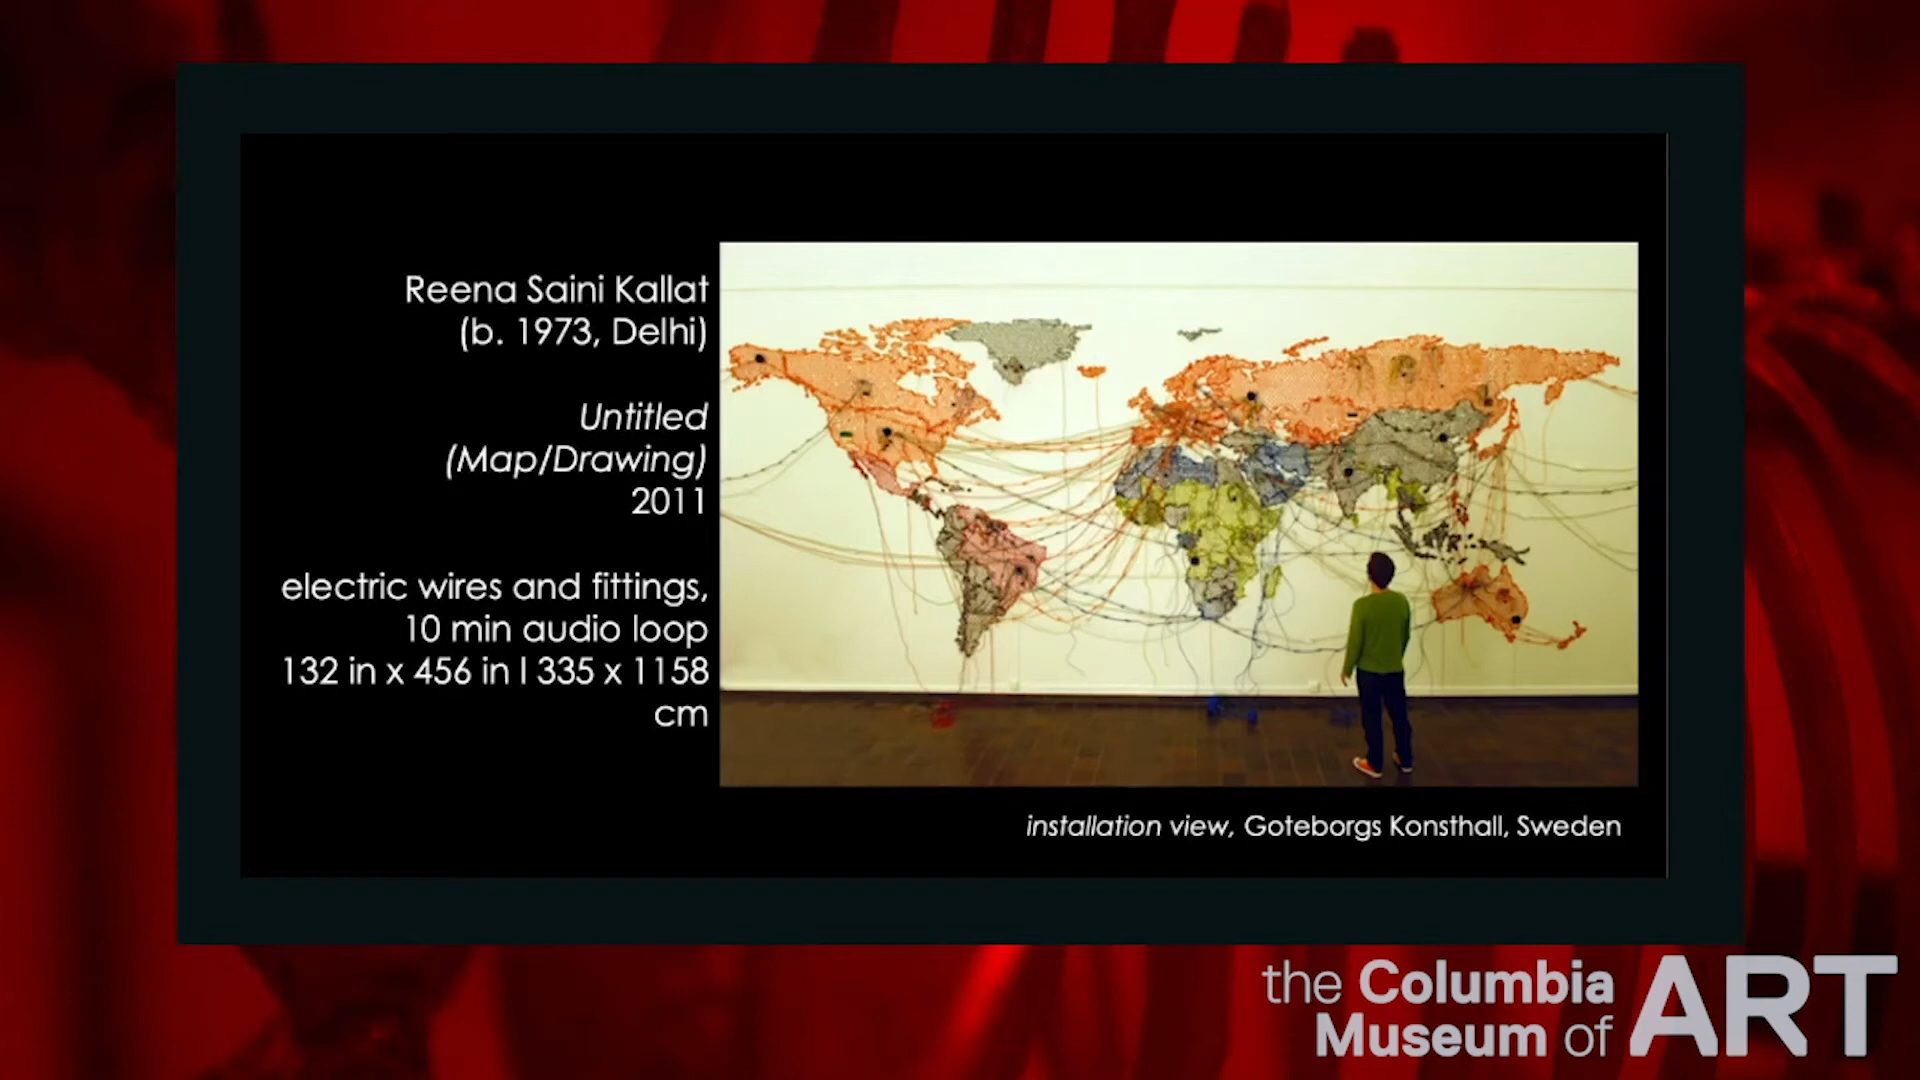 Reena Saini Kallat
(b. 1973, Delhi)
Untitled
(Map/Drawing)
2011
electric wires and fittings,
10 min audio loop
132 in x 456 in l 335 x 1158
cm
installation view, Goteborgs Konsthall, Sweden
the Columbia
Museum of ART